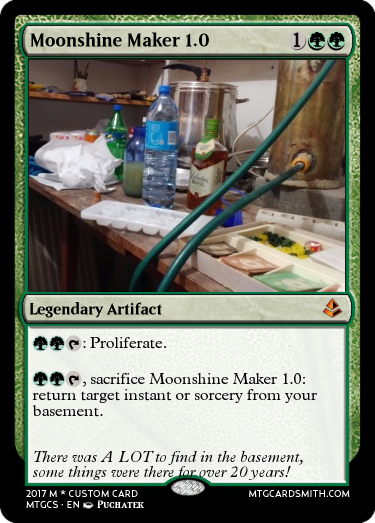 Moonshine Maker 1.0
1
Legendary Artifact
: Proliferate.
, sacrifice Moonshine Maker 1.0:
return target instant or sorcery from your
basement.
There was A LOT to find in the basement,
some things were there for over 20 years!
2017 M * CUSTOM CARD
MTGCS · EN PUCHATEK
MTGCARDSMITH.COM